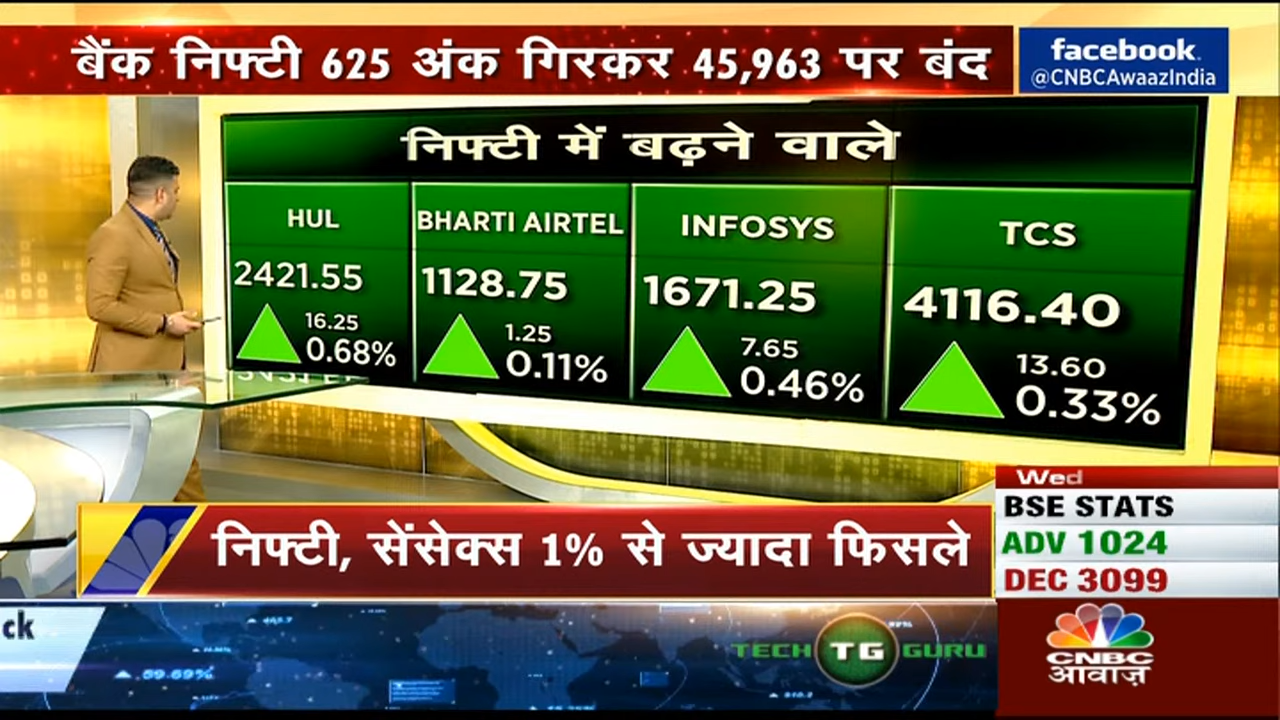 बैंक निफ्टी 625 अंक गिरकर 45,963 पर बंद
facebook
@CNBCAwaazIndia
निफ्टी में बढ़ने वाले
HUL
2421.55
16.25
0.68%
BHARTI AIRTEL
1128.75
1.25
0.11%
INFOSYS
1671.25
7.65
0.46%
TCS
4116.40
13.60
0.33%
निफ्टी, सेंसेक्स 1% से ज्यादा फिसले
Wed
BSE STATS
ADV 1024
DEC 3099
ck
TECH TG GURU
CNBC
आवाज़